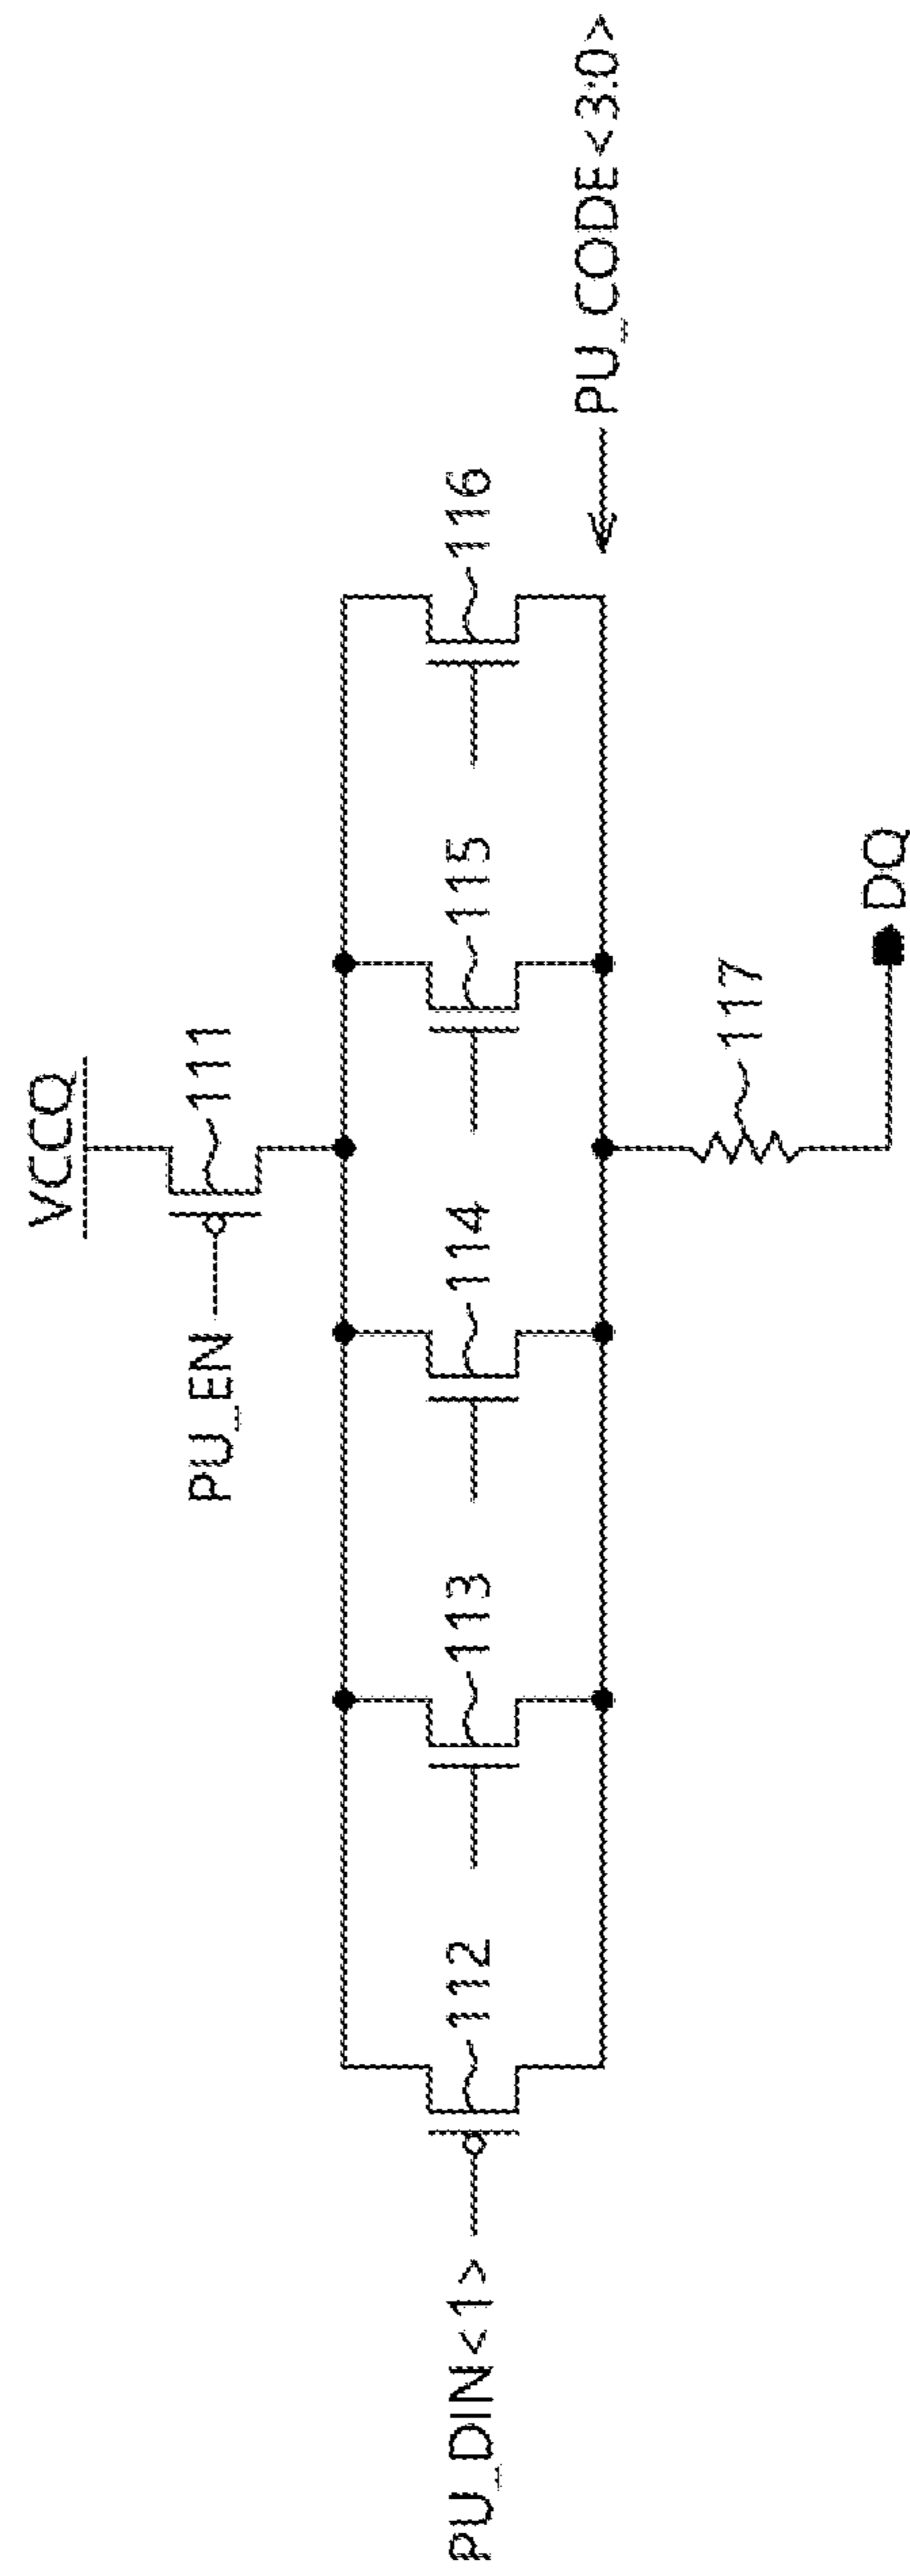 VCCQ
PU_EN
111
PU_DIN<1>
112
113
114
115
116
PU_CODE<3:0>
117
DQ